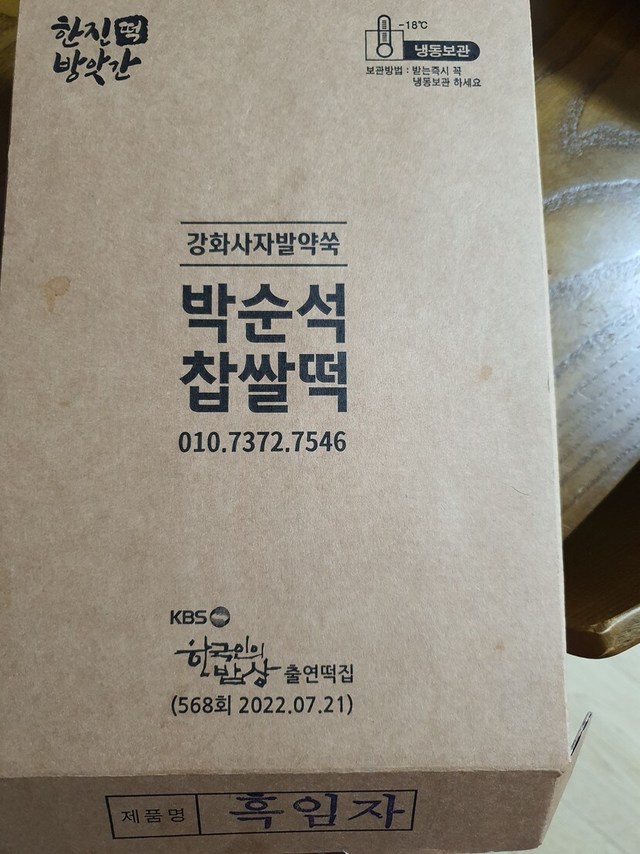 한진떡
방앗간
-18℃
냉동보관
보관방법 : 받는즉시 꼭
냉동보관 하세요
강화사자발약쑥
박순석
찹쌀떡
010.7372.7546
KBS
한국인의
밥상 출연떡집
(568회 2022.07.21)
제품명 흑임자